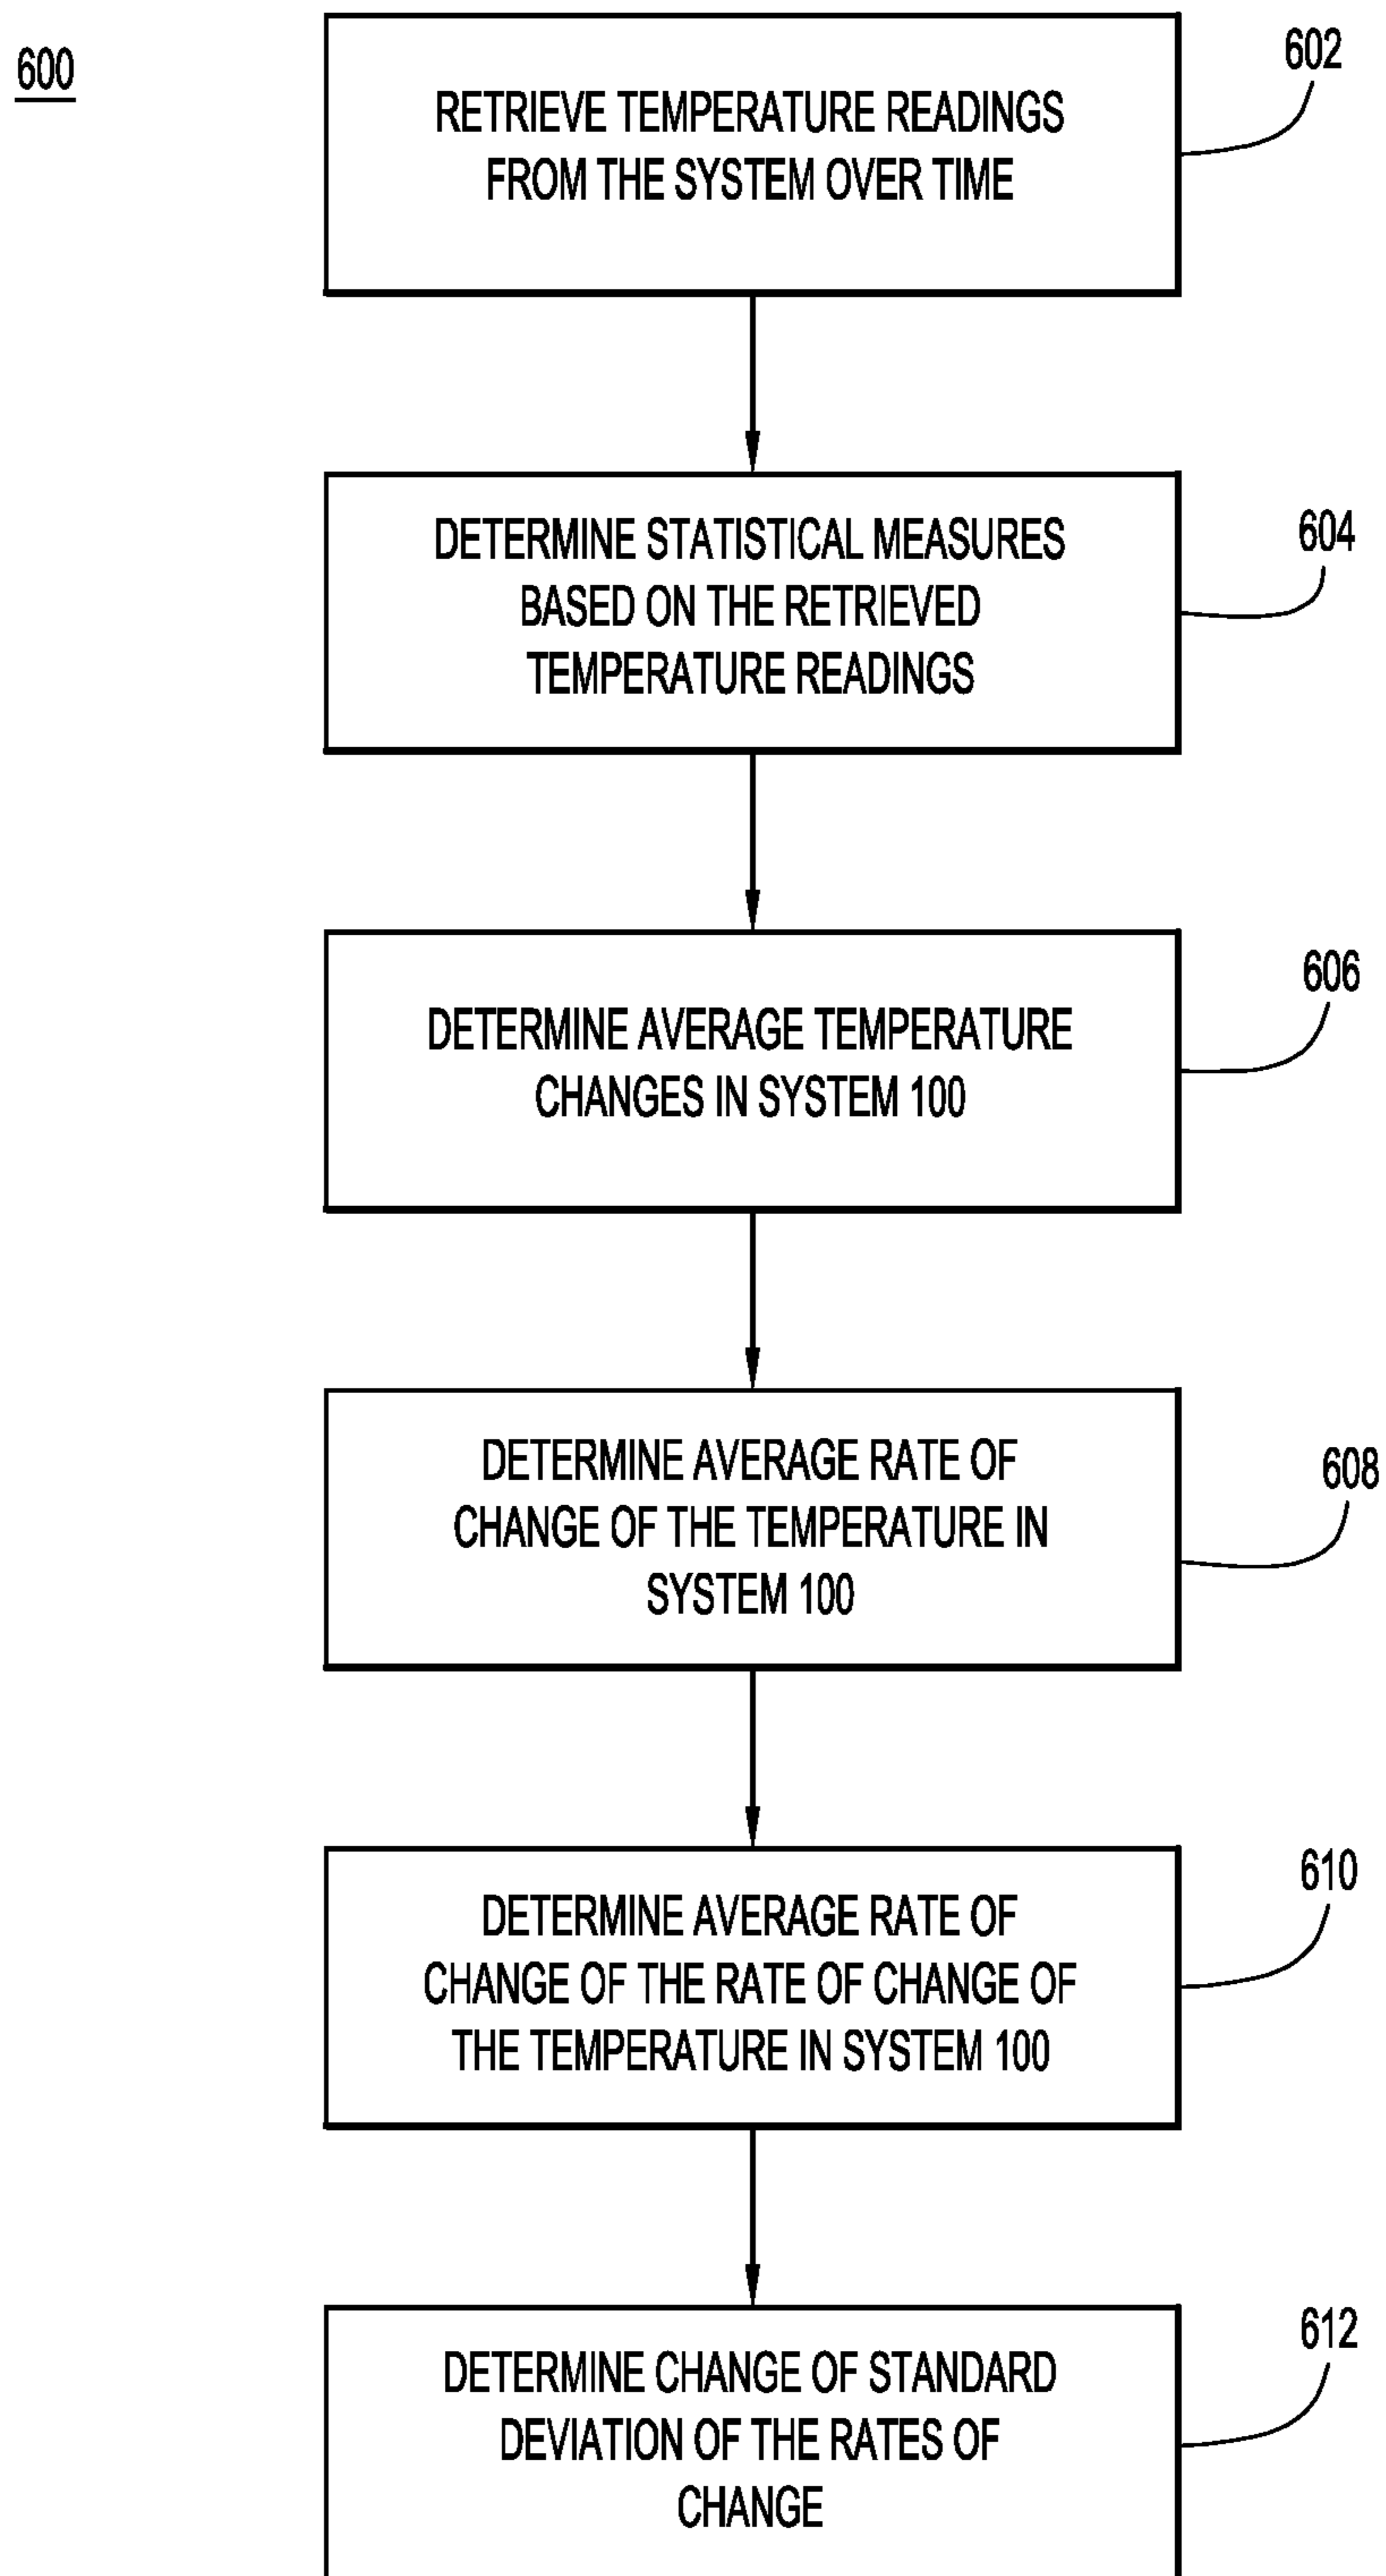 600
602
RETRIEVE TEMPERATURE READINGS
FROM THE SYSTEM OVER TIME
604
DETERMINE STATISTICAL MEASURES
BASED ON THE RETRIEVED
TEMPERATURE READINGS
606
DETERMINE AVERAGE TEMPERATURE
CHANGES IN SYSTEM 100
608
DETERMINE AVERAGE RATE OF
CHANGE OF THE TEMPERATURE IN
SYSTEM 100
610
DETERMINE AVERAGE RATE OF
CHANGE OF THE RATE OF CHANGE OF
THE TEMPERATURE IN SYSTEM 100
612
DETERMINE CHANGE OF STANDARD
DEVIATION OF THE RATES OF
CHANGE